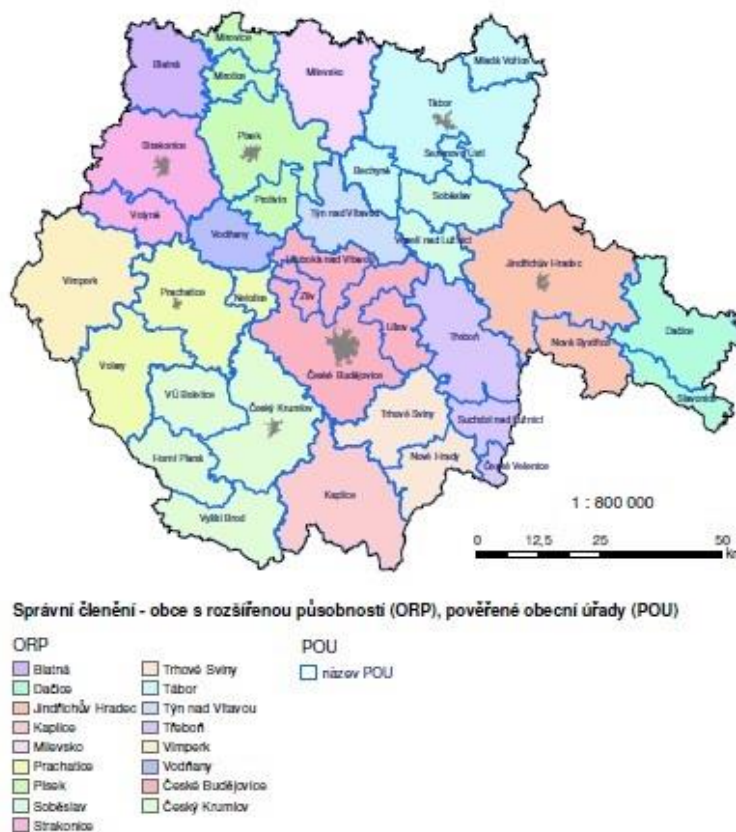 Mirovice
Blatná
Mirotice
Milevsko
Mladá Vožice
Tábor
Písek
Strakonice
Sezimovo Ústí
Bechyně
Soběslav
Protivín
Volyně
Týn nad Vltavou
Vodňany
Veselí nad Lužnicí
Hluboká nad Vltavou
Jindřichův Hradec
Vimperk
Prachatice
Netolice
Zliv
Lišov
Třeboň
Dačice
Nová Bystřice
Volary
České Budějovice
Slavonice
VÚ Boletice
Český Krumlov
Trhové Sviny
Suchdol nad Lužnicí
Horní Planá
Nové Hrady
České Velenice
Kaplice
Vyšší Brod
1 : 800 000
0 12,5 25 50
km
Správní členění - obce s rozšířenou působností (ORP), pověřené obecní úřady (POU)
ORP
Blatná
Dačice
Jindřichův Hradec
Kaplice
Milevsko
Prachatice
Písek
Soběslav
Strakonice
Trhové Sviny
Tábor
Týn nad Vltavou
Třeboň
Vimperk
Vodňany
České Budějovice
Český Krumlov
POU
název POU